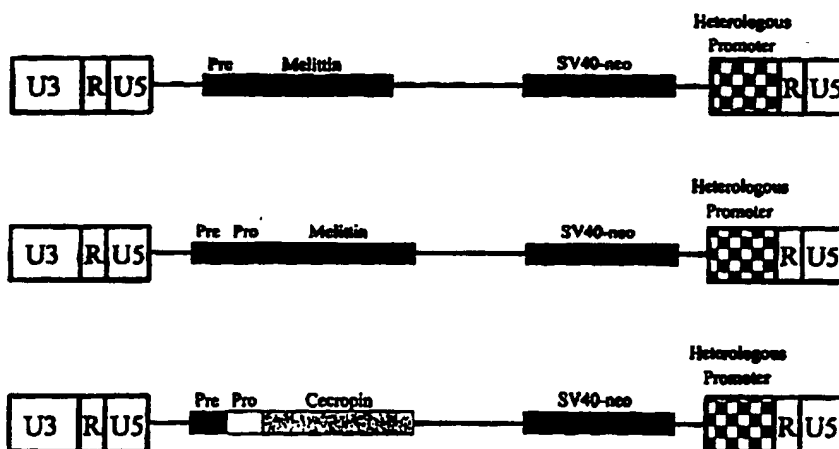 Heterologous
Promoter
Pre Melittin SV40-neo
U3 R U5 R U5
Heterologous
Promoter
Pre Pro Melittin SV40-neo
U3 R U5 R U5
Heterologous
Promoter
Pre Pro Cecropin SV40-neo
U3 R U5 R U5